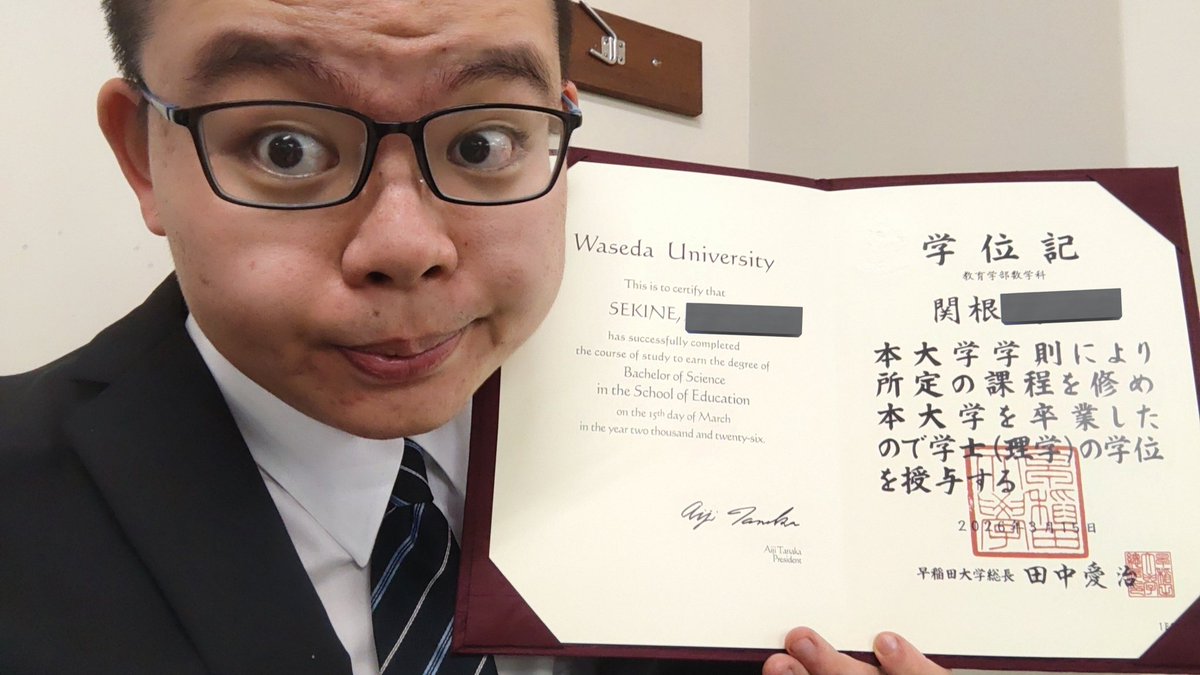 Waseda University
This is to certify that
SEKINE,
has successfully completed
the course of study to earn the degree of
Bachelor of Science
in the School of Education
on the 15th day of March
in the year two thousand and twenty-six.
Aiji Tanaka
Aiji Tanaka
President
学位記
教育学部数学科
関根
本大学学則により
所定の課程を修め
本大学を卒業した
ので学士(理学)の学位
を授与する
2026年3月15日
早稲田大学総長 田中愛治